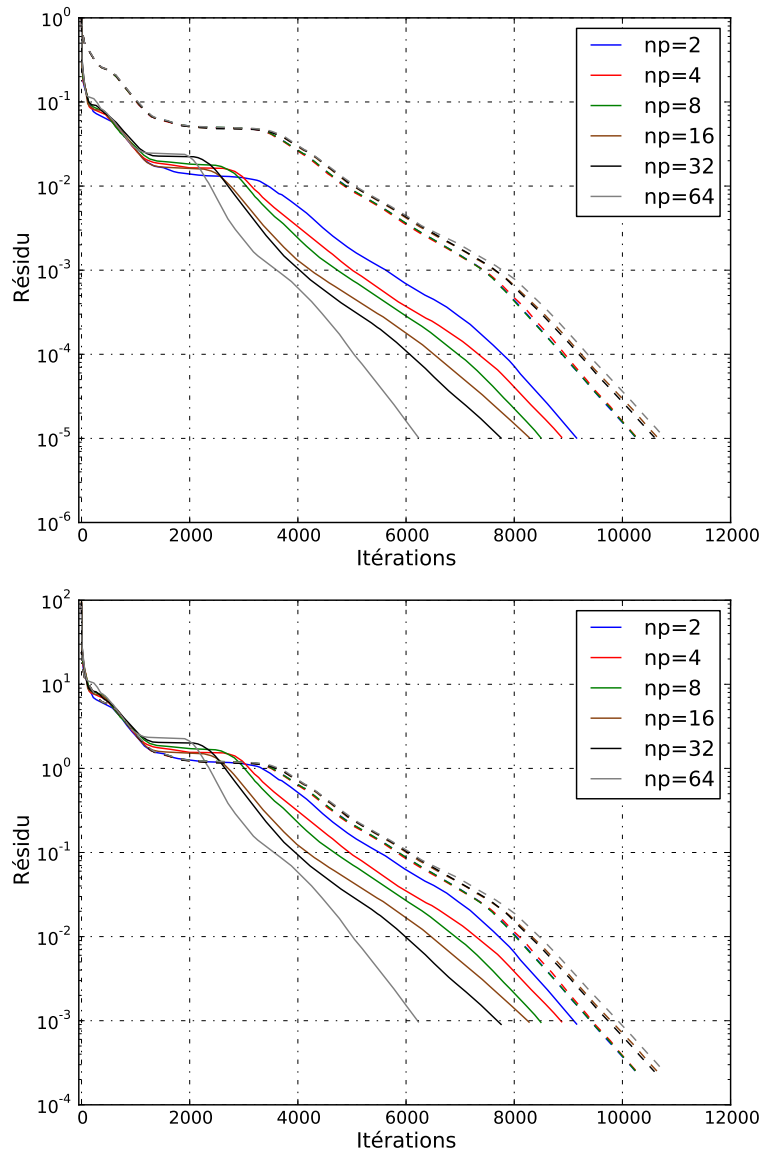 10^0
10^-1
10^-2
10^-3
10^-4
10^-5
10^-6
Résidu
0 2000 4000 6000 8000 10000 12000
Itérations
np=2
np=4
np=8
np=16
np=32
np=64
10^2
10^1
10^0
10^-1
10^-2
10^-3
10^-4
Résidu
0 2000 4000 6000 8000 10000 12000
Itérations
np=2
np=4
np=8
np=16
np=32
np=64